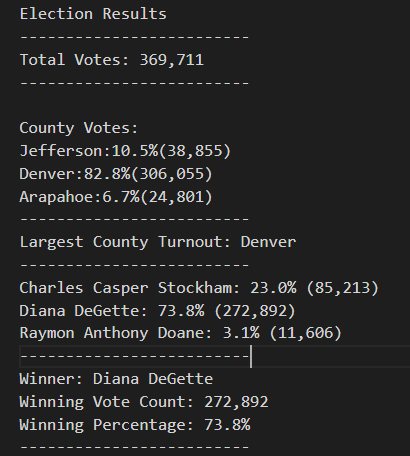 Election Results
-------------------------
Total Votes: 369,711
-------------------------
County Votes:
Jefferson:10.5%(38,855)
Denver:82.8%(306,055)
Arapahoe:6.7%(24,801)
-------------------------
Largest County Turnout: Denver
-------------------------
Charles Casper Stockham: 23.0% (85,213)
Diana DeGette: 73.8% (272,892)
Raymon Anthony Doane: 3.1% (11,606)
-------------------------
Winner: Diana DeGette
Winning Vote Count: 272,892
Winning Percentage: 73.8%
-------------------------